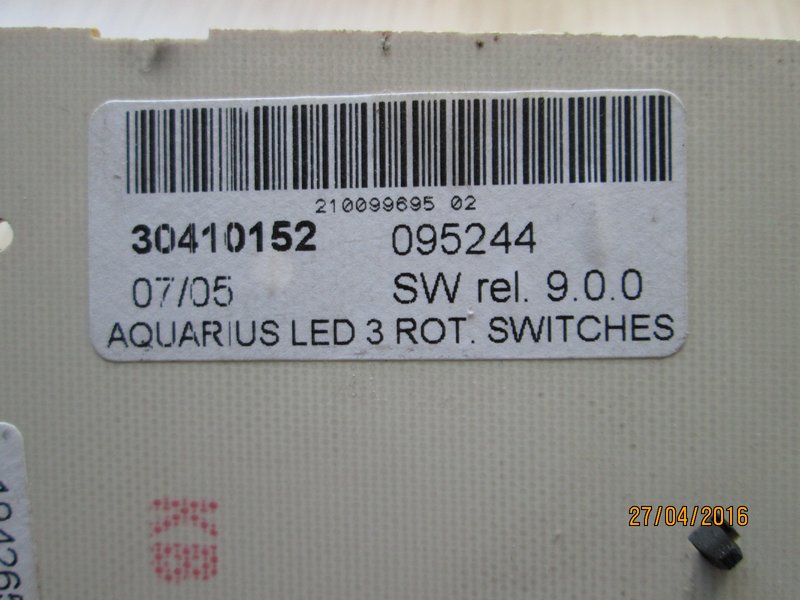 210099695 02
30410152 095244
07/05 SW rel. 9.0.0
AQUARIUS LED 3 ROT. SWITCHES
KB
27/04/2016